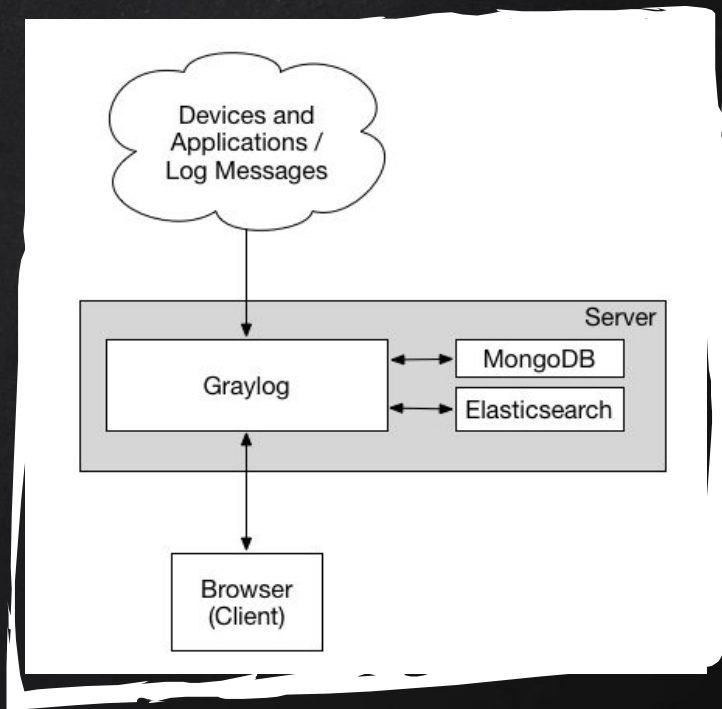 Devices and
Applications /
Log Messages
Server
Graylog
MongoDB
Elasticsearch
Browser
(Client)